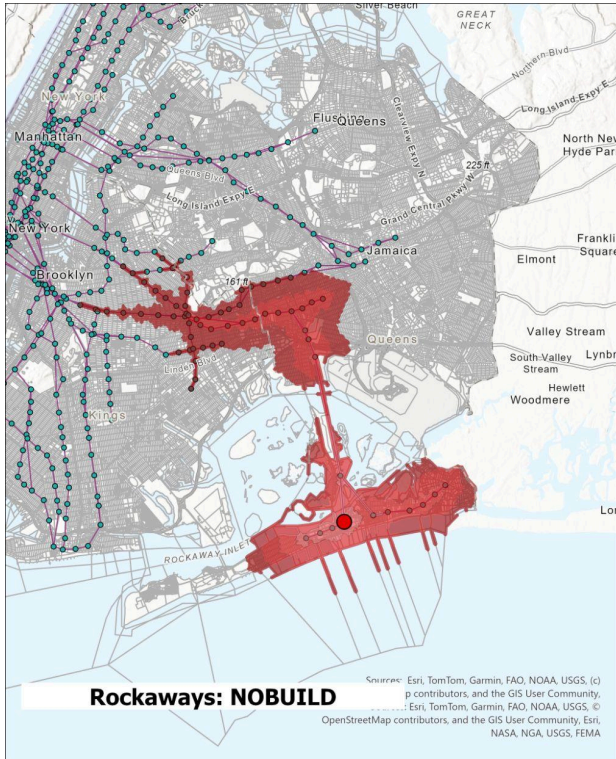 Silver Beach
GREAT
NECK
Northern Blvd
Long Island Expy E
New York
Manhattan
Flushing
Queens
Clearview Expy N
North New
Hyde Par
Queens Blvd
225 ft
Long Island Expy E
Grand Central Pkwy W
New York
Jamaica
Franklin
Square
Elmont
Brooklyn
161 ft
Queens
Valley Stream
Lynbr
South Valley
Stream
Linden Blvd
Hewlett
Woodmere
Kings
Lon
ROCKAWAY INLET
Sources: Esri, TomTom, Garmin, FAO, NOAA, USGS, (c)
p contributors, and the GIS User Community,
Esri, TomTom, Garmin, FAO, NOAA, USGS, ©
OpenStreetMap contributors, and the GIS User Community, Esri,
NASA, NGA, USGS, FEMA
Rockaways: NOBUILD